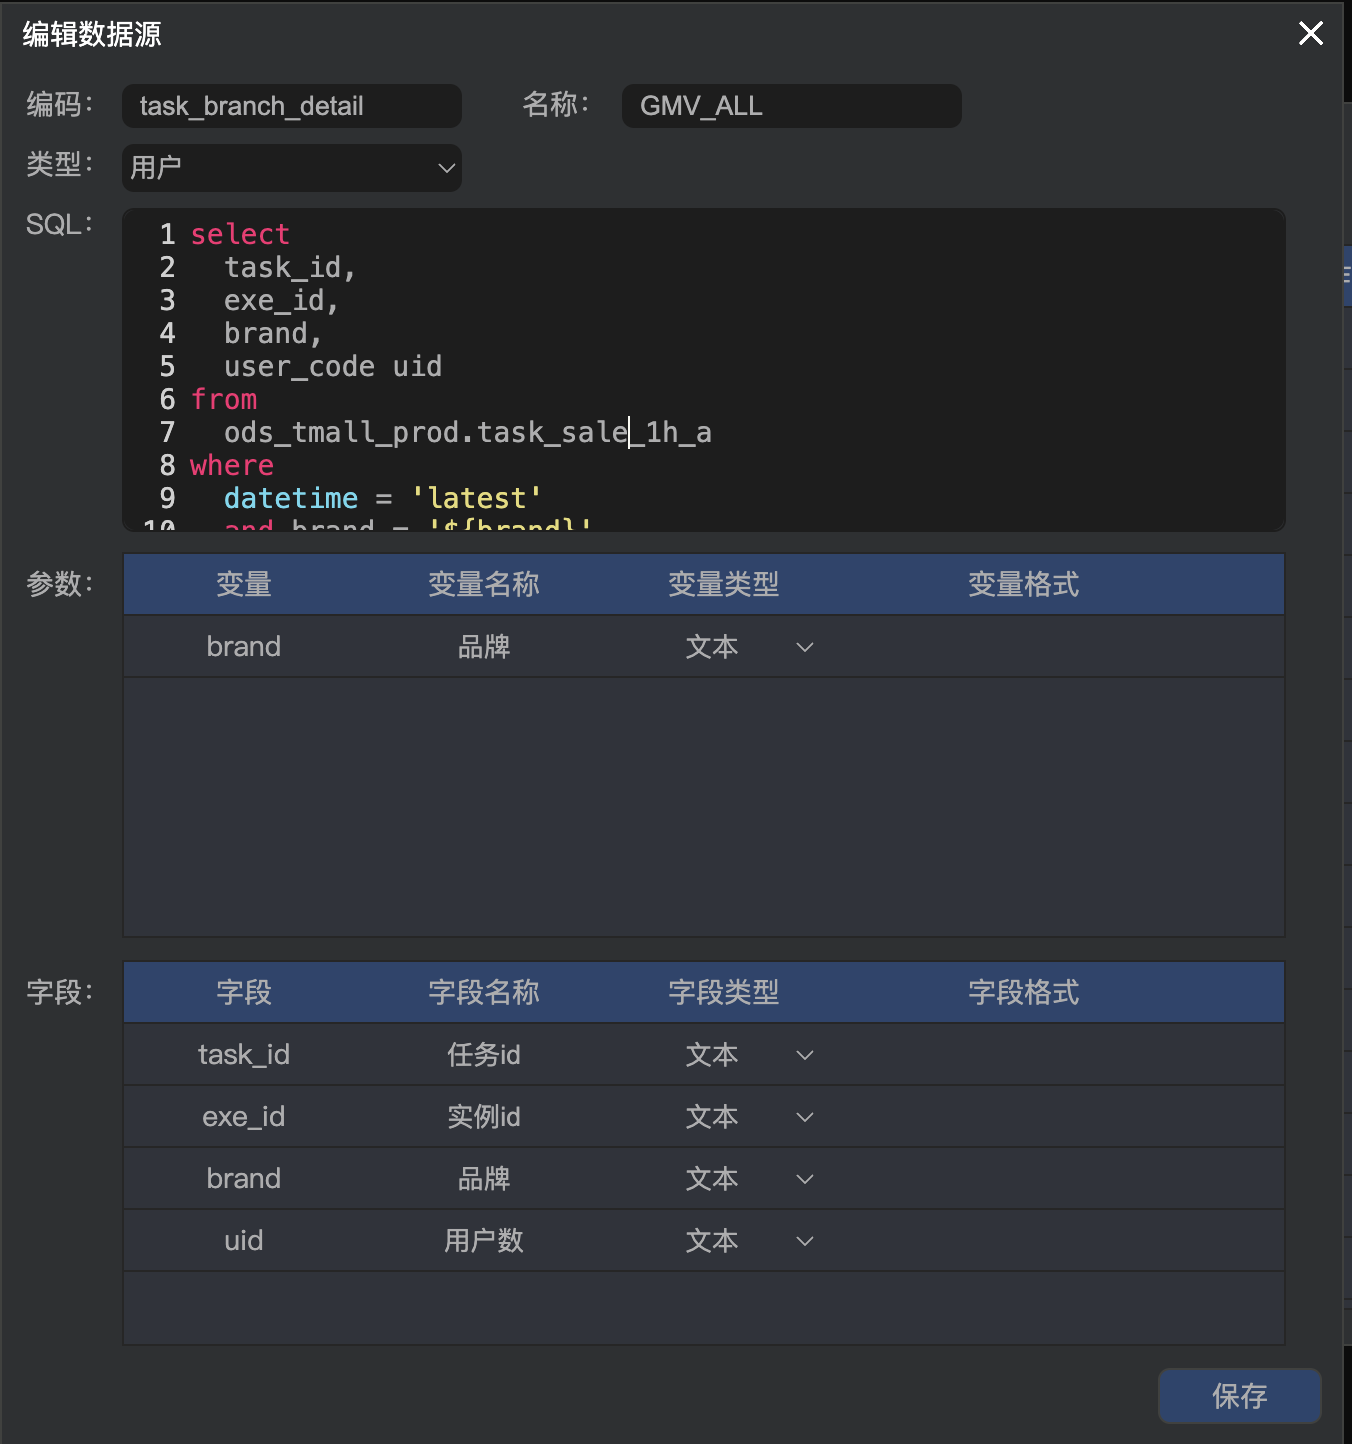 编辑数据源
编码： task_branch_detail 名称： GMV_ALL
类型： 用户
SQL：
1 select
2 task_id,
3 exe_id,
4 brand,
5 user_code uid
6 from
7 ods_tmall_prod.task_sale_1h_a
8 where
9 datetime = 'latest'
10 and brand = '${brand}'
参数： 变量 变量名称 变量类型 变量格式
brand 品牌 文本
字段： 字段 字段名称 字段类型 字段格式
task_id 任务id 文本
exe_id 实例id 文本
brand 品牌 文本
uid 用户数 文本
保存